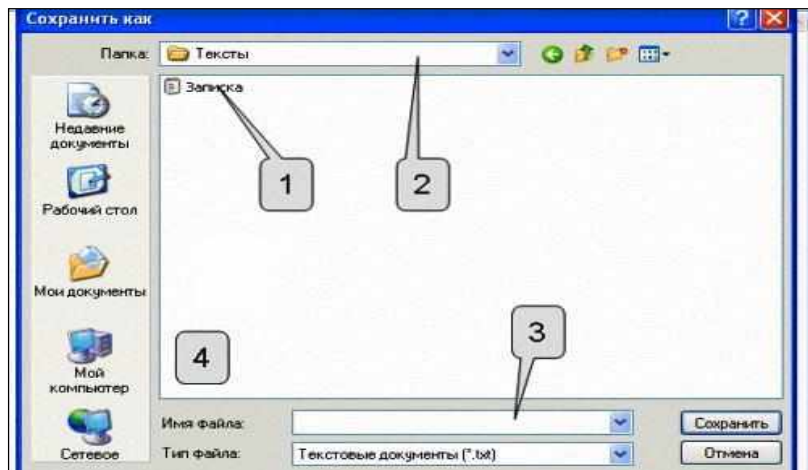 Сохранить как
Папка: Тексты
Записка
Недавние
документы
1
2
Рабочий стол
Мои документы
3
4
Мой
компьютер
Имя файла:
Сохранить
Сетевое
Тип файла: Текстовые документы (*.txt)
Отмена